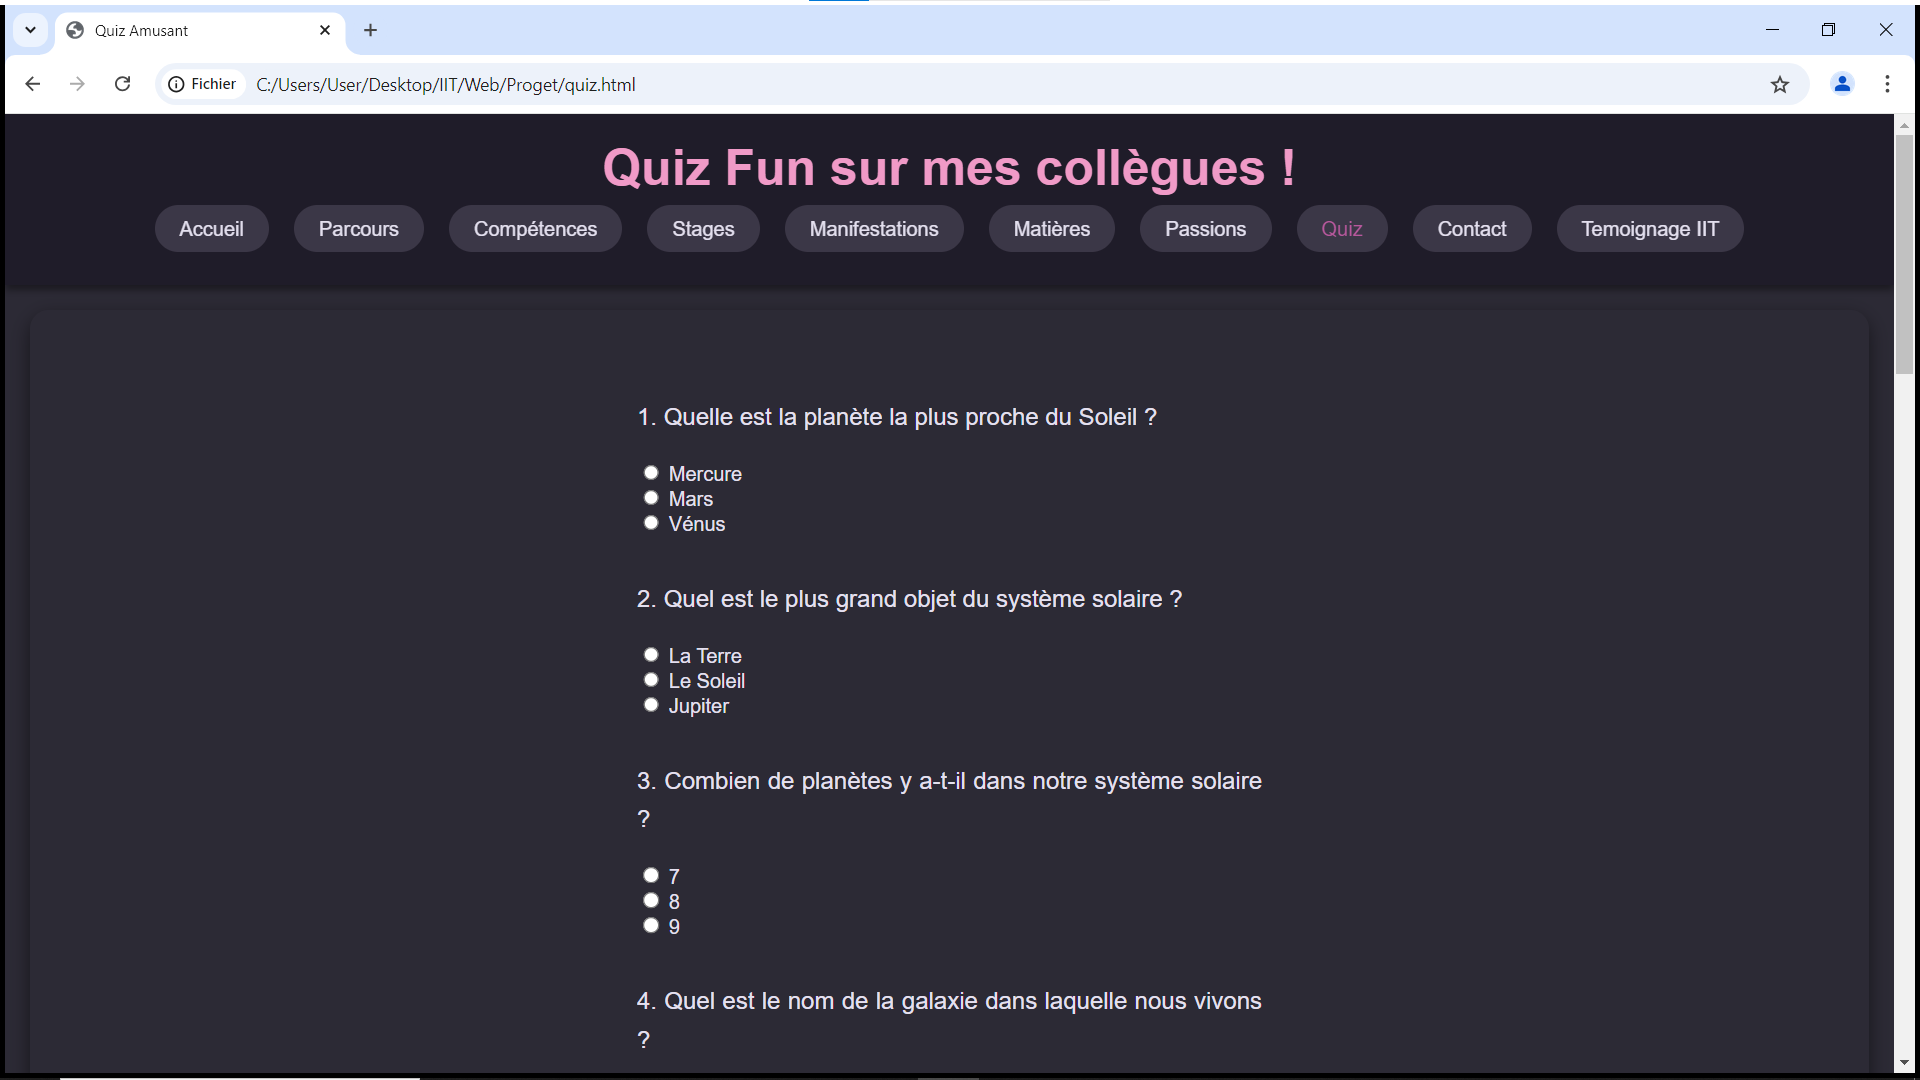 Quiz Amusant
Fichier C:/Users/User/Desktop/IIT/Web/Proget/quiz.html
Quiz Fun sur mes collègues !
Accueil Parcours Compétences Stages Manifestations Matières Passions Quiz Contact Temoignage IIT
1. Quelle est la planète la plus proche du Soleil ?
Mercure
Mars
Vénus
2. Quel est le plus grand objet du système solaire ?
La Terre
Le Soleil
Jupiter
3. Combien de planètes y a-t-il dans notre système solaire
?
7
8
9
4. Quel est le nom de la galaxie dans laquelle nous vivons
?